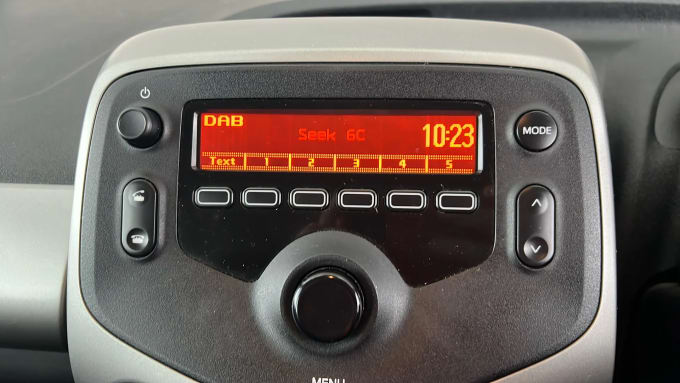 DAB
Seek 6C
10:23
Text 1 2 3 4 5
MODE
MENU